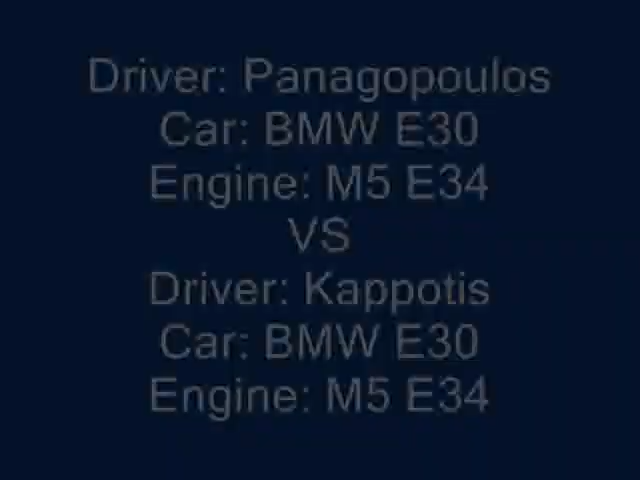 Driver: Panagopoulos
Car: BMW E30
Engine: M5 E34
VS
Driver: Kappotis
Car: BMW E30
Engine: M5 E34